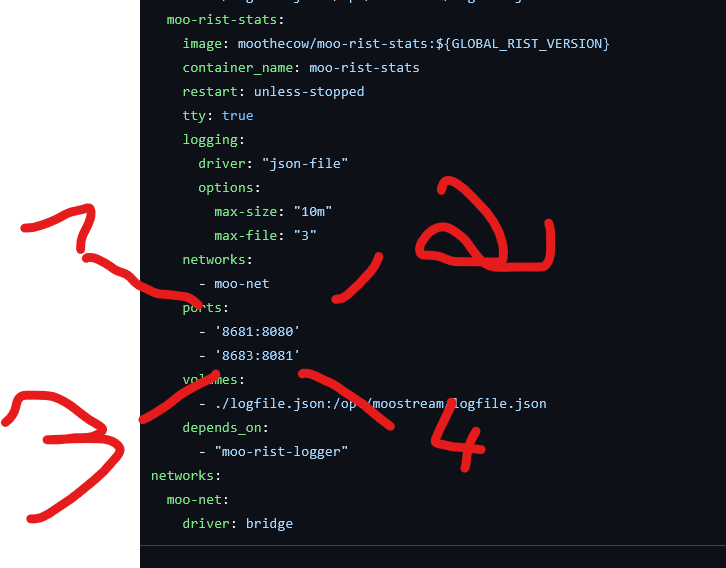 moo-rist-stats:
image: moothecow/moo-rist-stats:${GLOBAL_RIST_VERSION}
container_name: moo-rist-stats
restart: unless-stopped
tty: true
logging:
driver: "json-file"
options:
max-size: "10m"
max-file: "3"
networks:
- moo-net
1
2
ports:
- '8681:8080'
- '8683:8081'
volumes:
- ./logfile.json:/opt/moostream/logfile.json
3
4
depends_on:
- "moo-rist-logger"
networks:
moo-net:
driver: bridge